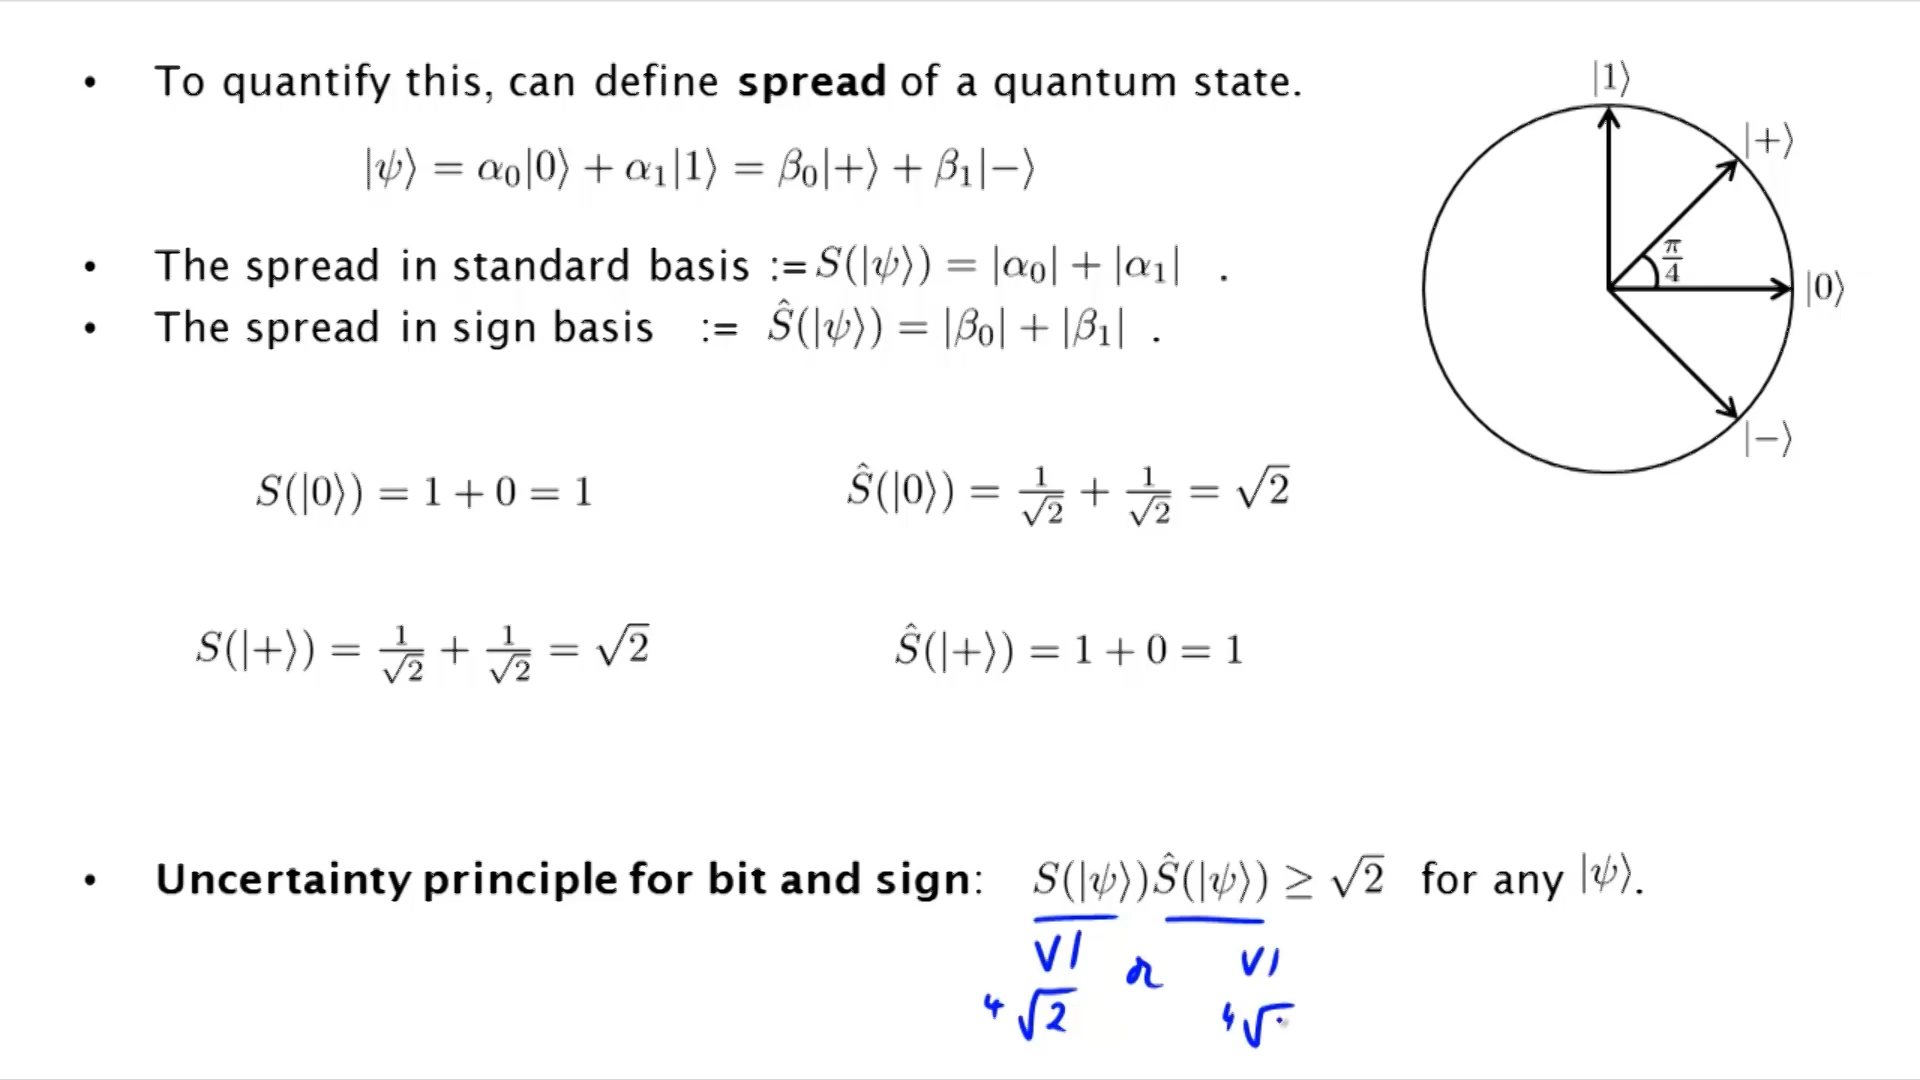 • To quantify this, can define spread of a quantum state.
|ψ⟩ = α₀|0⟩ + α₁|1⟩ = β₀|+⟩ + β₁|−⟩
• The spread in standard basis := S(|ψ⟩) = |α₀| + |α₁| .
• The spread in sign basis := Ŝ(|ψ⟩) = |β₀| + |β₁| .
|1⟩
|+⟩
π/4
|0⟩
|−⟩
S(|0⟩) = 1 + 0 = 1
Ŝ(|0⟩) = 1/√2 + 1/√2 = √2
S(|+⟩) = 1/√2 + 1/√2 = √2
Ŝ(|+⟩) = 1 + 0 = 1
• Uncertainty principle for bit and sign: S(|ψ⟩)Ŝ(|ψ⟩) ≥ √2 for any |ψ⟩.
V| or V|
4√2 4√